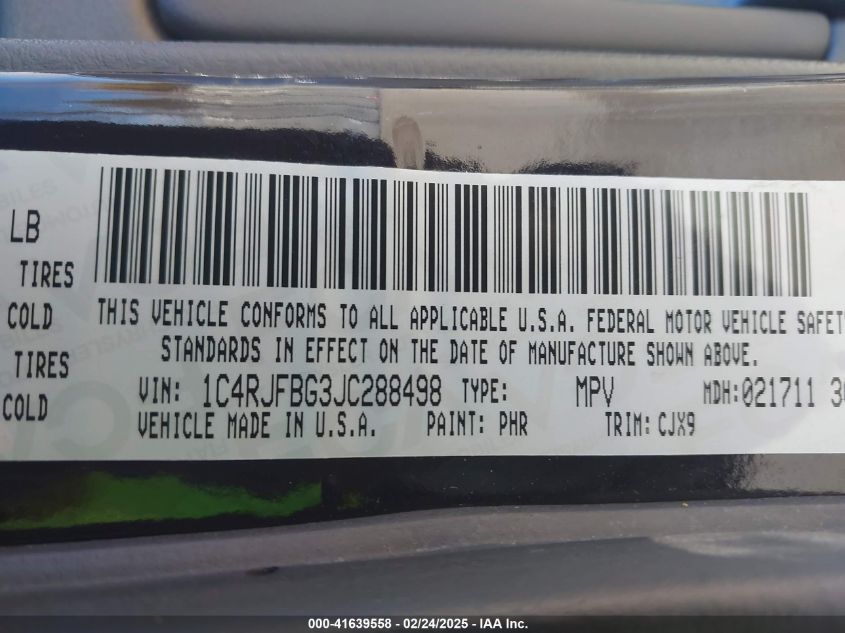 LB
TIRES
COLD
THIS VEHICLE CONFORMS TO ALL APPLICABLE U.S.A. FEDERAL MOTOR VEHICLE SAFET
STANDARDS IN EFFECT ON THE DATE OF MANUFACTURE SHOWN ABOVE.
TIRES
VIN: 1C4RJFBG3JC288498 TYPE: MPV MDH:021711 30
COLD
VEHICLE MADE IN U.S.A. PAINT: PHR TRIM: CJX9
000-41639558 - 02/24/2025 - IAA Inc.